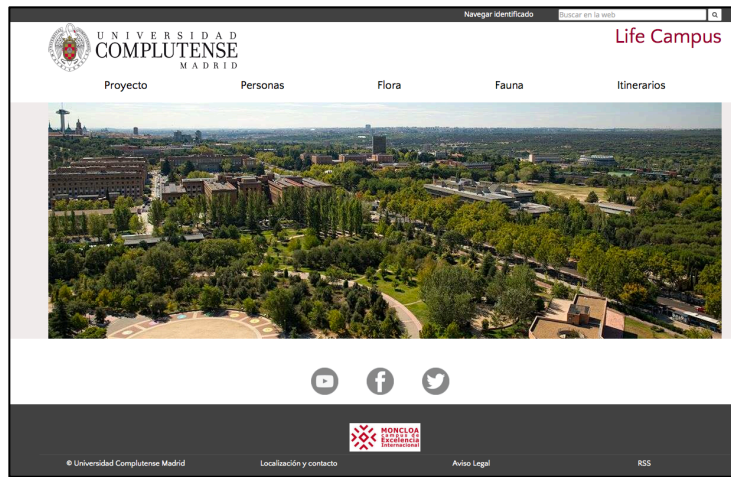 Navegar identificado
Buscar en la web
UNIVERSIDAD
COMPLUTENSE
MADRID
Life Campus
Proyecto
Personas
Flora
Fauna
Itinerarios
MONCLOA
Campus de
Excelencia
Internacional
© Universidad Complutense Madrid
Localización y contacto
Aviso Legal
RSS